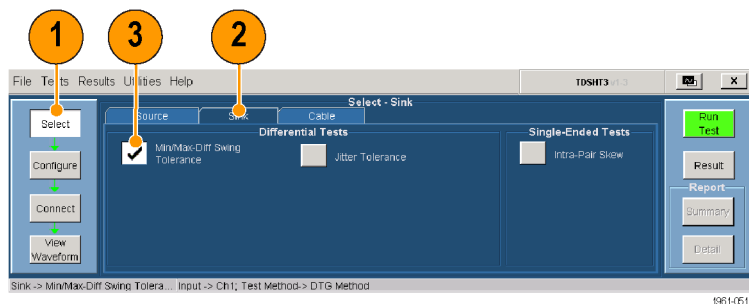 1 3 2
File Tests Results Utilities Help TDSHT3 v1.3 X
Select - Sink
Select
Source Sink Cable
Run
Test
Differential Tests Single-Ended Tests
Min/Max-Diff Swing
Tolerance
Jitter Tolerance
Intra-Pair Skew
Configure
Result
Report
Connect
Summary
View
Waveform
Detail
Sink -> Min/Max-Diff Swing Tolera... Input -> Ch1; Test Method-> DTG Method
1961-051